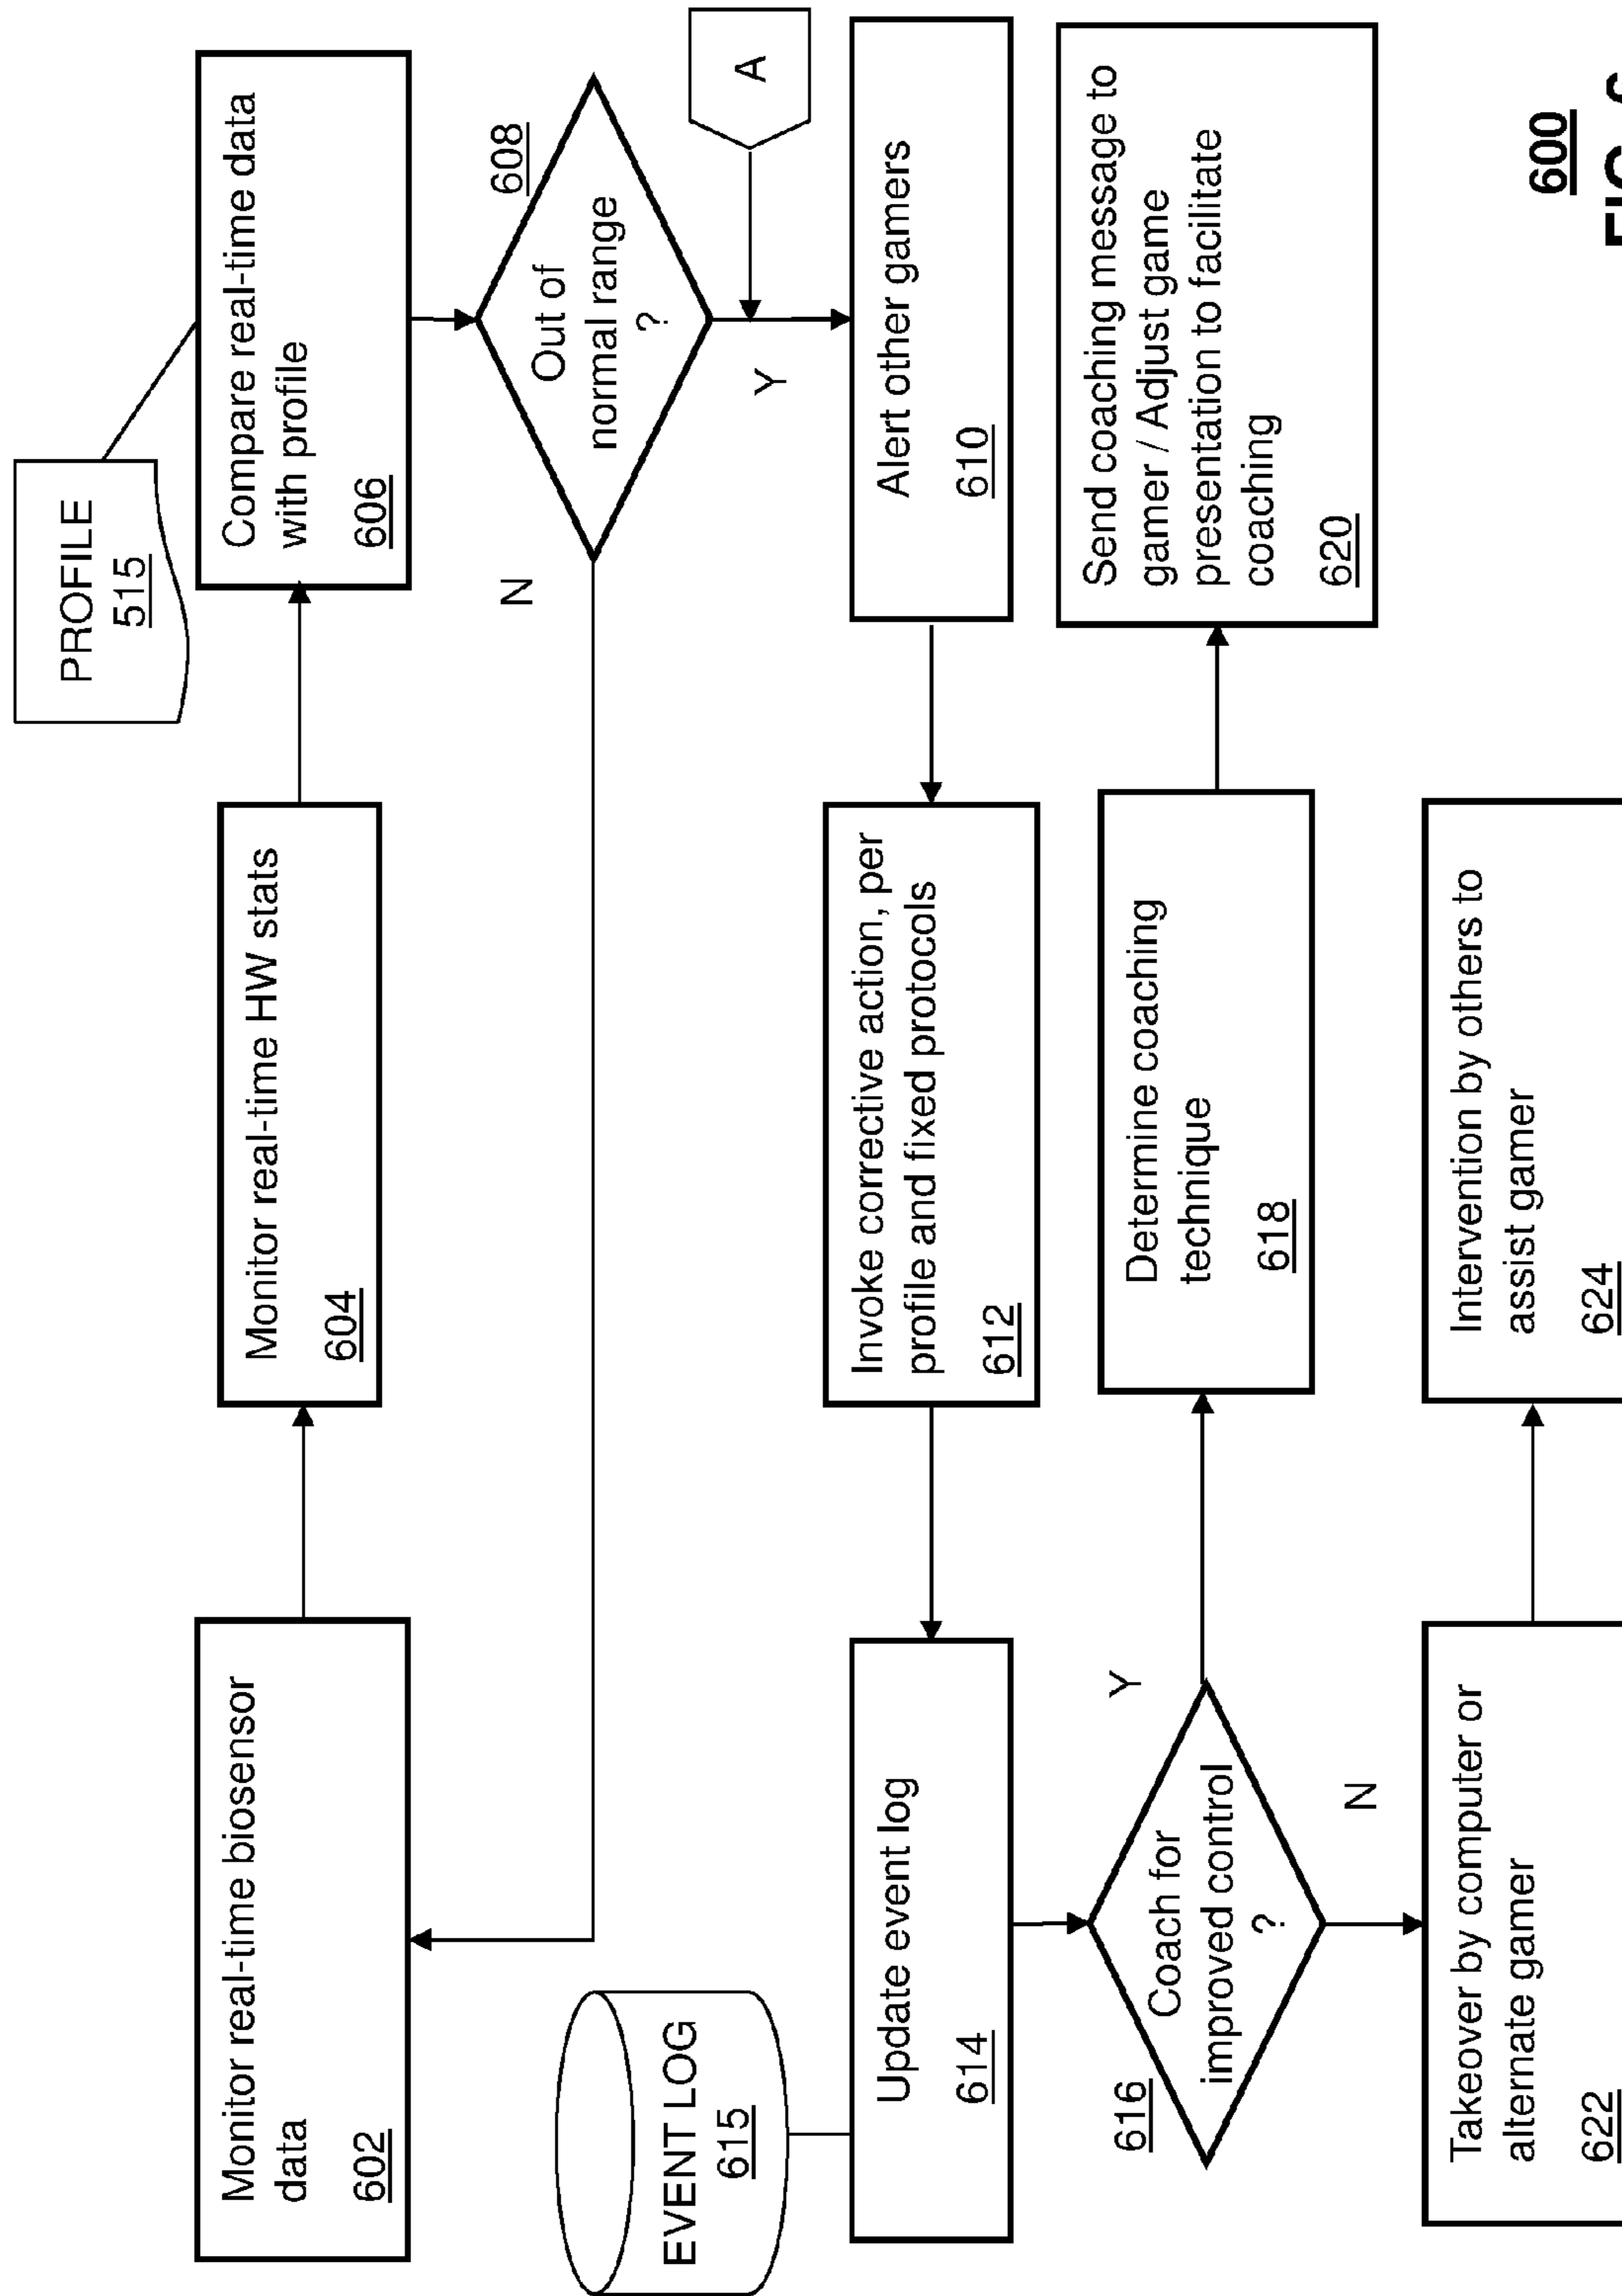 Monitor real-time biosensor
data
602
Monitor real-time HW stats
604
PROFILE
515
Compare real-time data
with profile
606
608
Out of
normal range
?
N
Y
A
Alert other gamers
610
Invoke corrective action, per
profile and fixed protocols
612
EVENT LOG
615
Update event log
614
616
Coach for
improved control
?
Y
N
Determine coaching
technique
618
Send coaching message to
gamer / Adjust game
presentation to facilitate
coaching
620
Takeover by computer or
alternate gamer
622
Intervention by others to
assist gamer
624
600